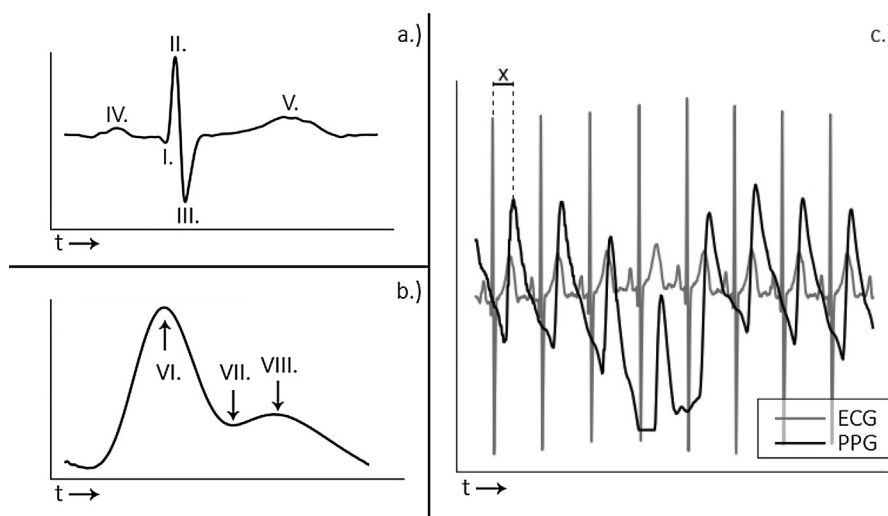 a.)
II.
IV.
V.
I.
III.
t
b.)
VI.
VII.
VIII.
t
c.
x
ECG
PPG
t